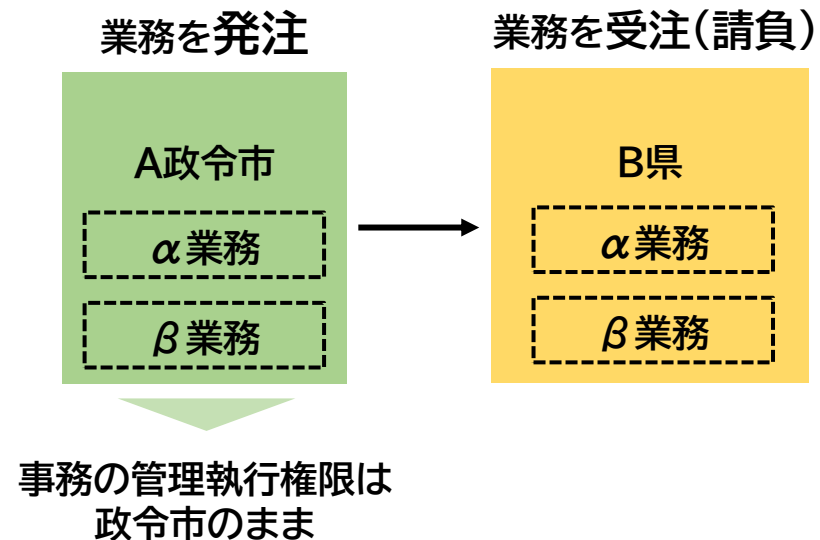 業務を発注
A政令市
α業務
β業務
事務の管理執行権限は
政令市のまま
業務を受注(請負)
B県
α業務
β業務